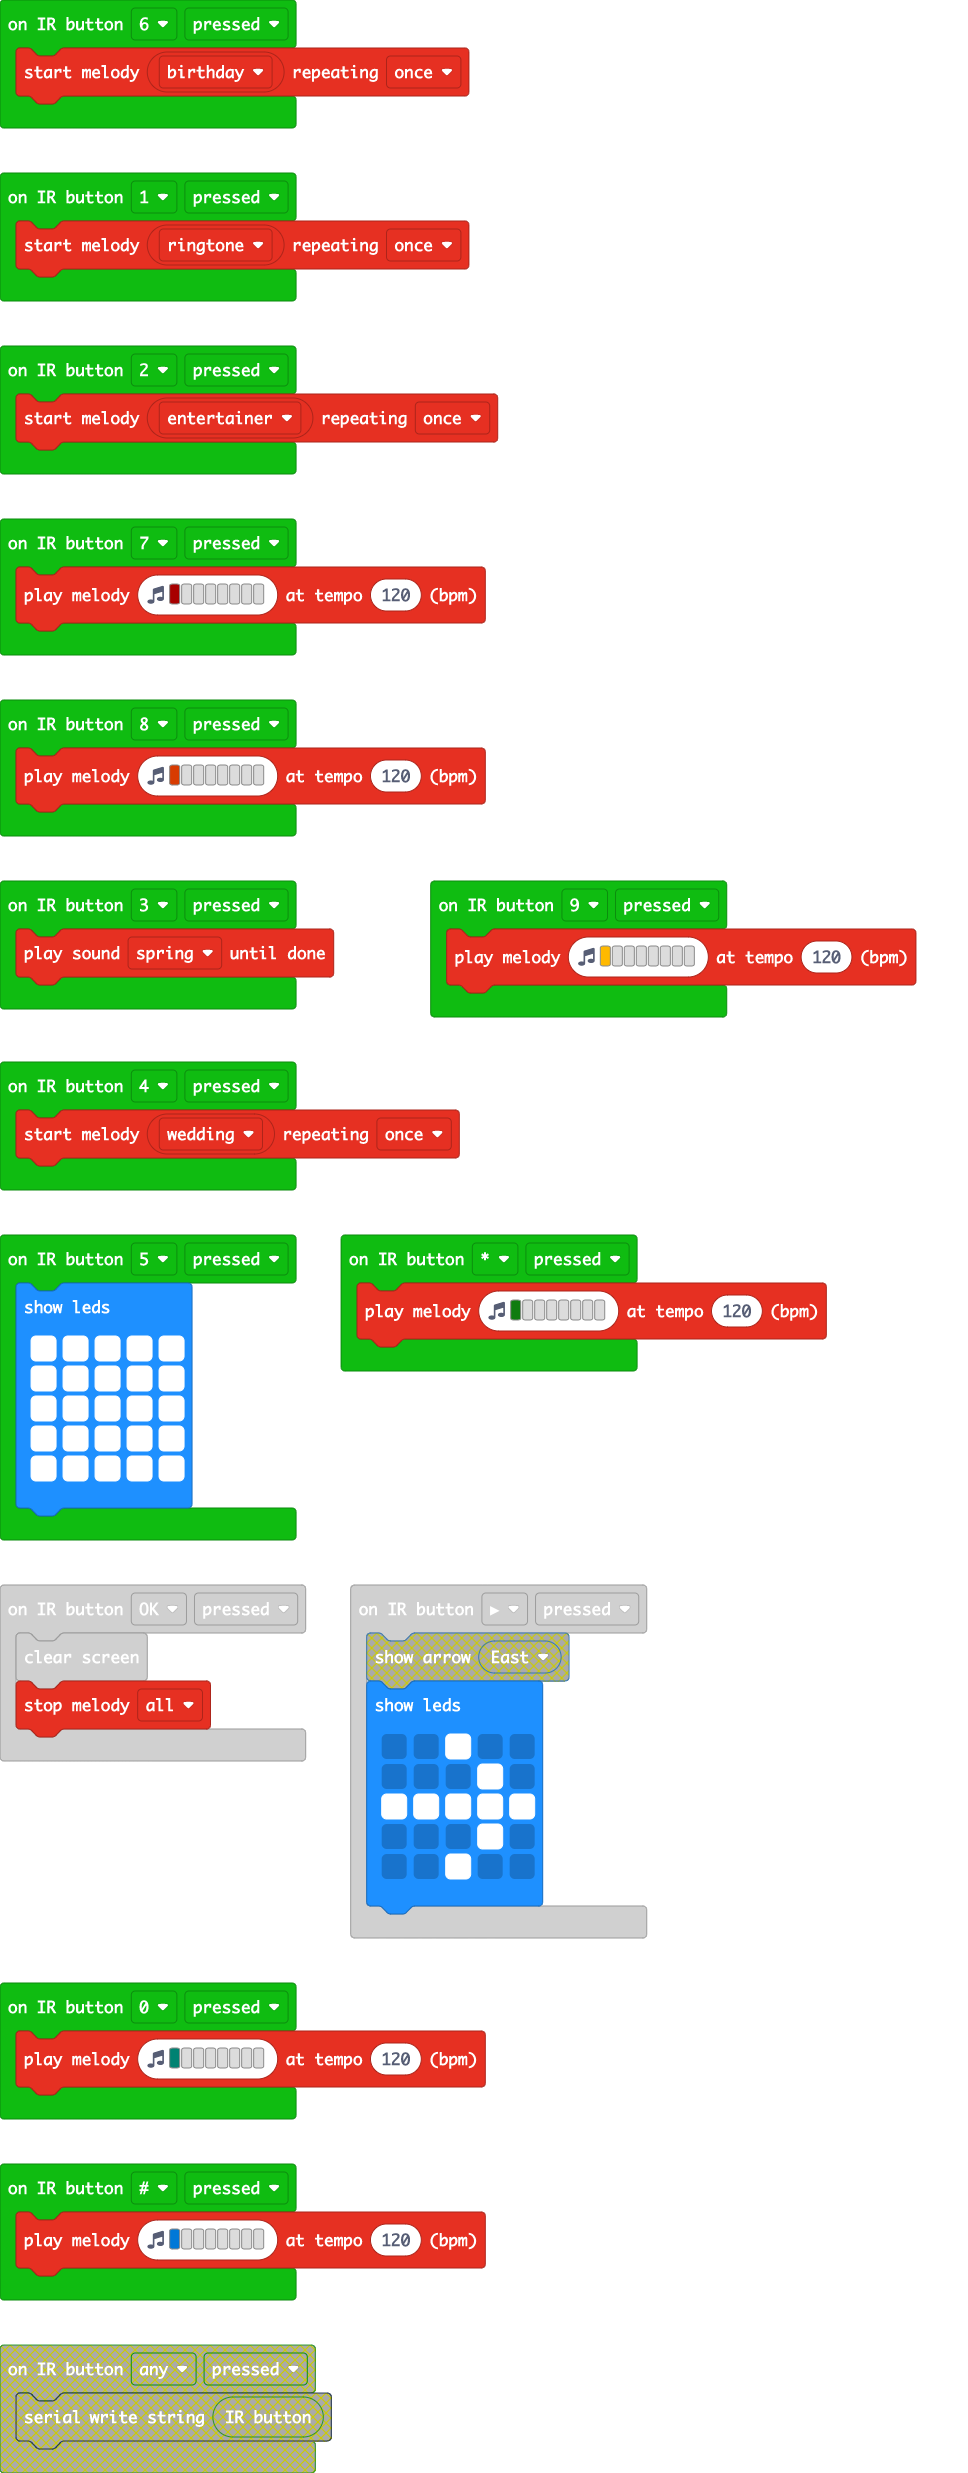 on IR button 6 pressed
start melody birthday repeating once
on IR button 1 pressed
start melody ringtone repeating once
on IR button 2 pressed
start melody entertainer repeating once
on IR button 7 pressed
play melody at tempo 120 (bpm)
on IR button 8 pressed
play melody at tempo 120 (bpm)
on IR button 3 pressed
play sound spring until done
on IR button 9 pressed
play melody at tempo 120 (bpm)
on IR button 4 pressed
start melody wedding repeating once
on IR button 5 pressed
show leds
on IR button * pressed
play melody at tempo 120 (bpm)
on IR button OK pressed
clear screen
stop melody all
on IR button ▶ pressed
show arrow East
show leds
on IR button 0 pressed
play melody at tempo 120 (bpm)
on IR button # pressed
play melody at tempo 120 (bpm)
on IR button any pressed
serial write string IR button